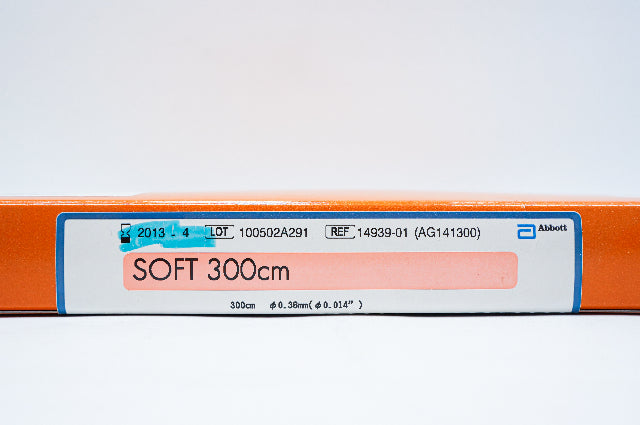 2013 - 4 LOT 100502A291 REF 14939-01 (AG141300) Abbott
SOFT 300cm
300cm φ0.36mm(φ0.014")